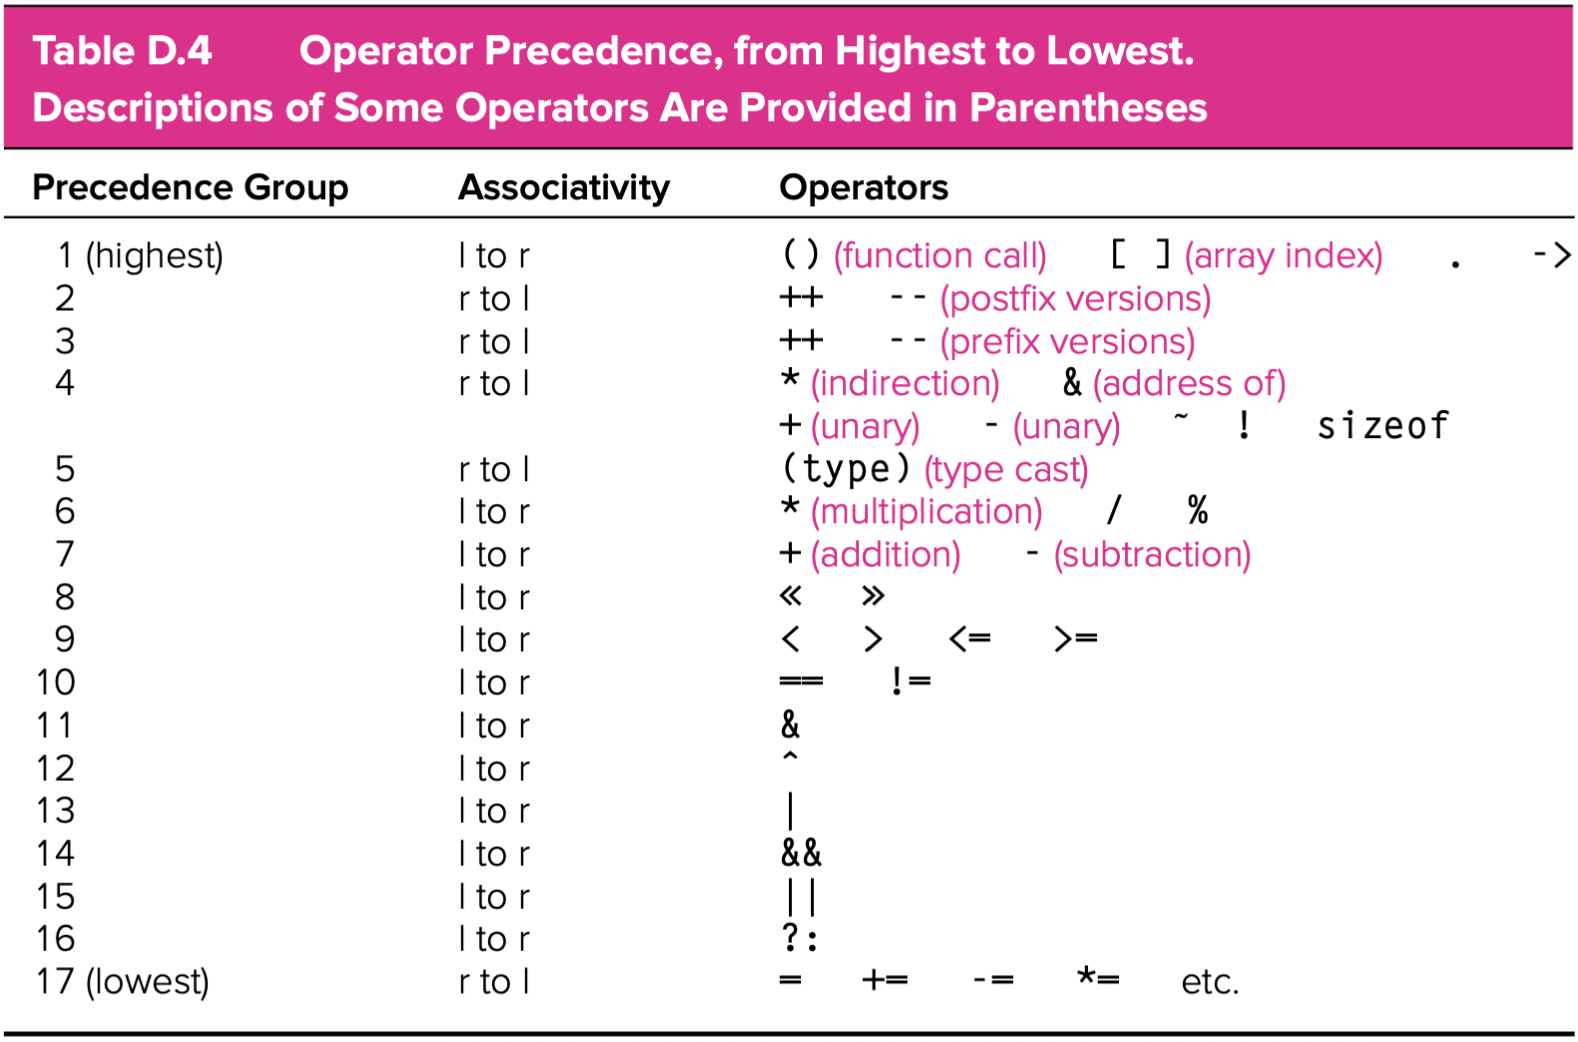 Table D.4 Operator Precedence, from Highest to Lowest.
Descriptions of Some Operators Are Provided in Parentheses
Precedence Group Associativity Operators
1 (highest) l to r () (function call) [ ] (array index) . ->
2 r to l ++ -- (postfix versions)
3 r to l ++ -- (prefix versions)
4 r to l * (indirection) & (address of)
+ (unary) - (unary) ~ ! sizeof
5 r to l (type) (type cast)
6 l to r * (multiplication) / %
7 l to r + (addition) - (subtraction)
8 l to r « »
9 l to r < > <= >=
10 l to r == !=
11 l to r &
12 l to r ^
13 l to r |
14 l to r &&
15 l to r ||
16 l to r ?:
17 (lowest) r to l = += -= *= etc.